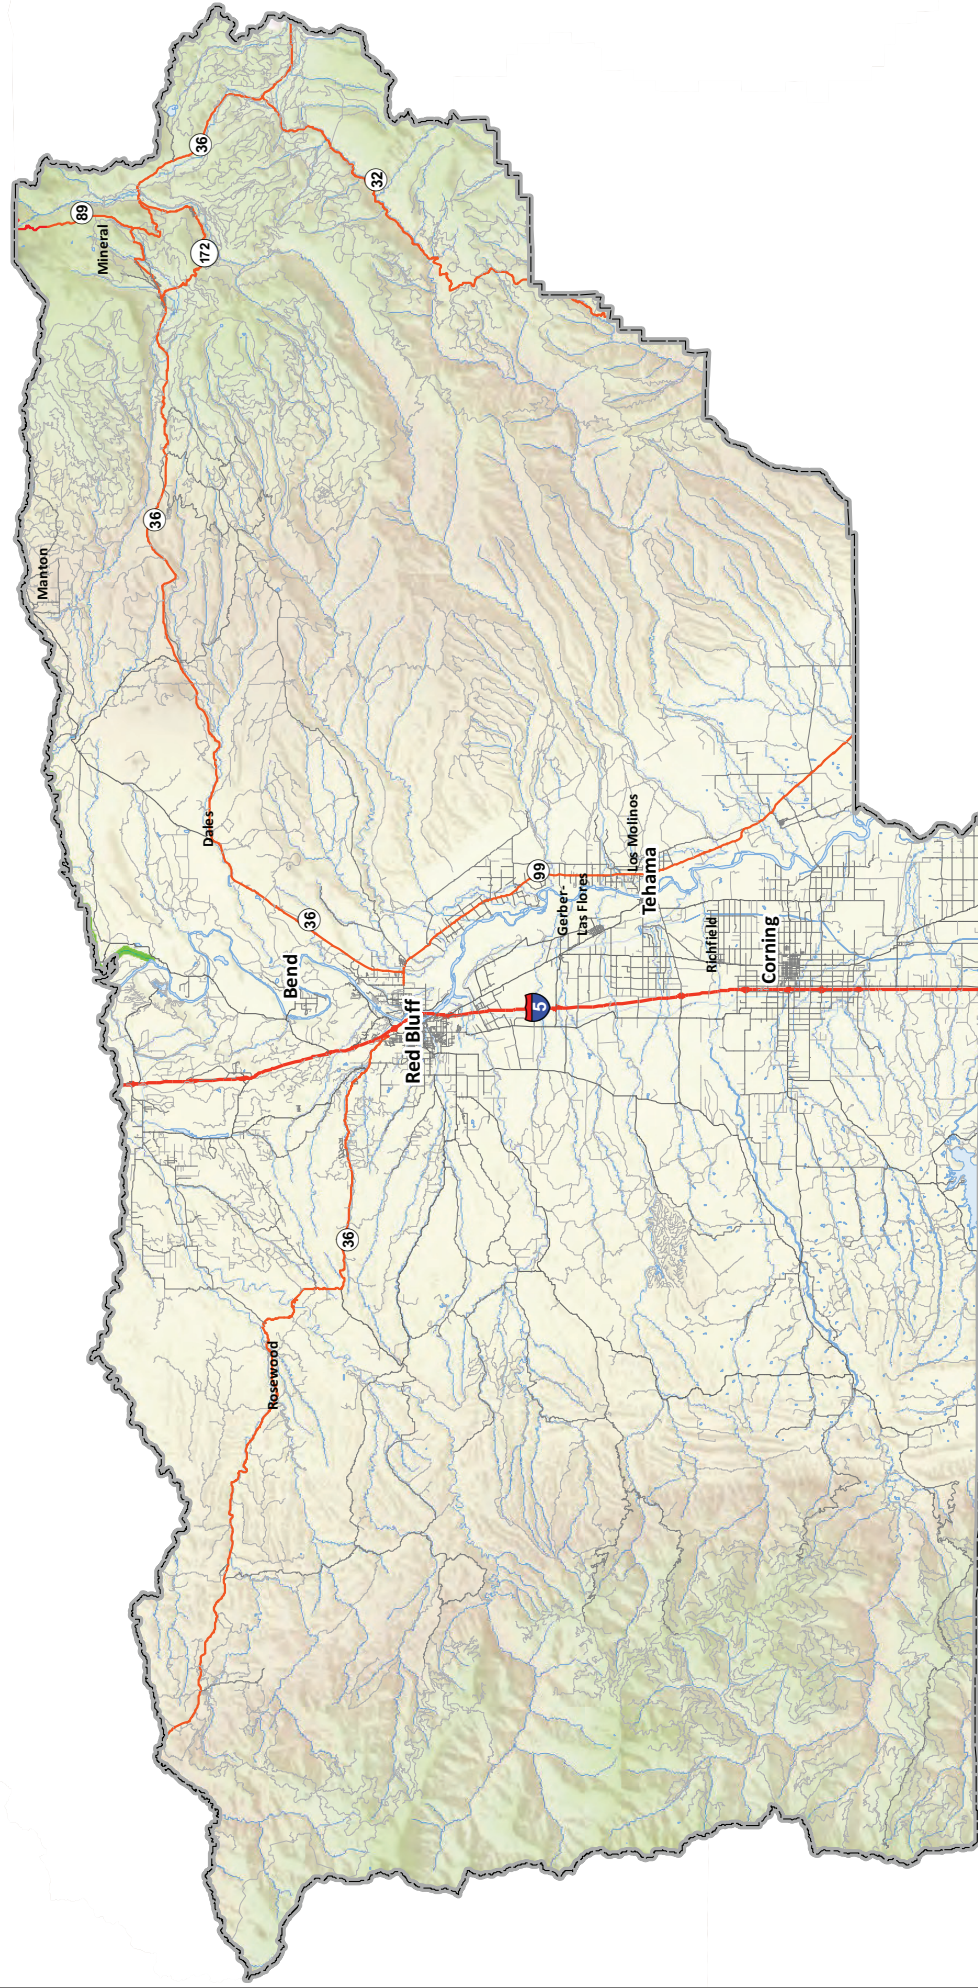 Manton
89
Mineral
36
36
172
Dales
Rosewood
Bend
36
36
32
Red Bluff
5
99
Gerber-
Las Flores
Los Molinos
Tehama
Richfield
Corning